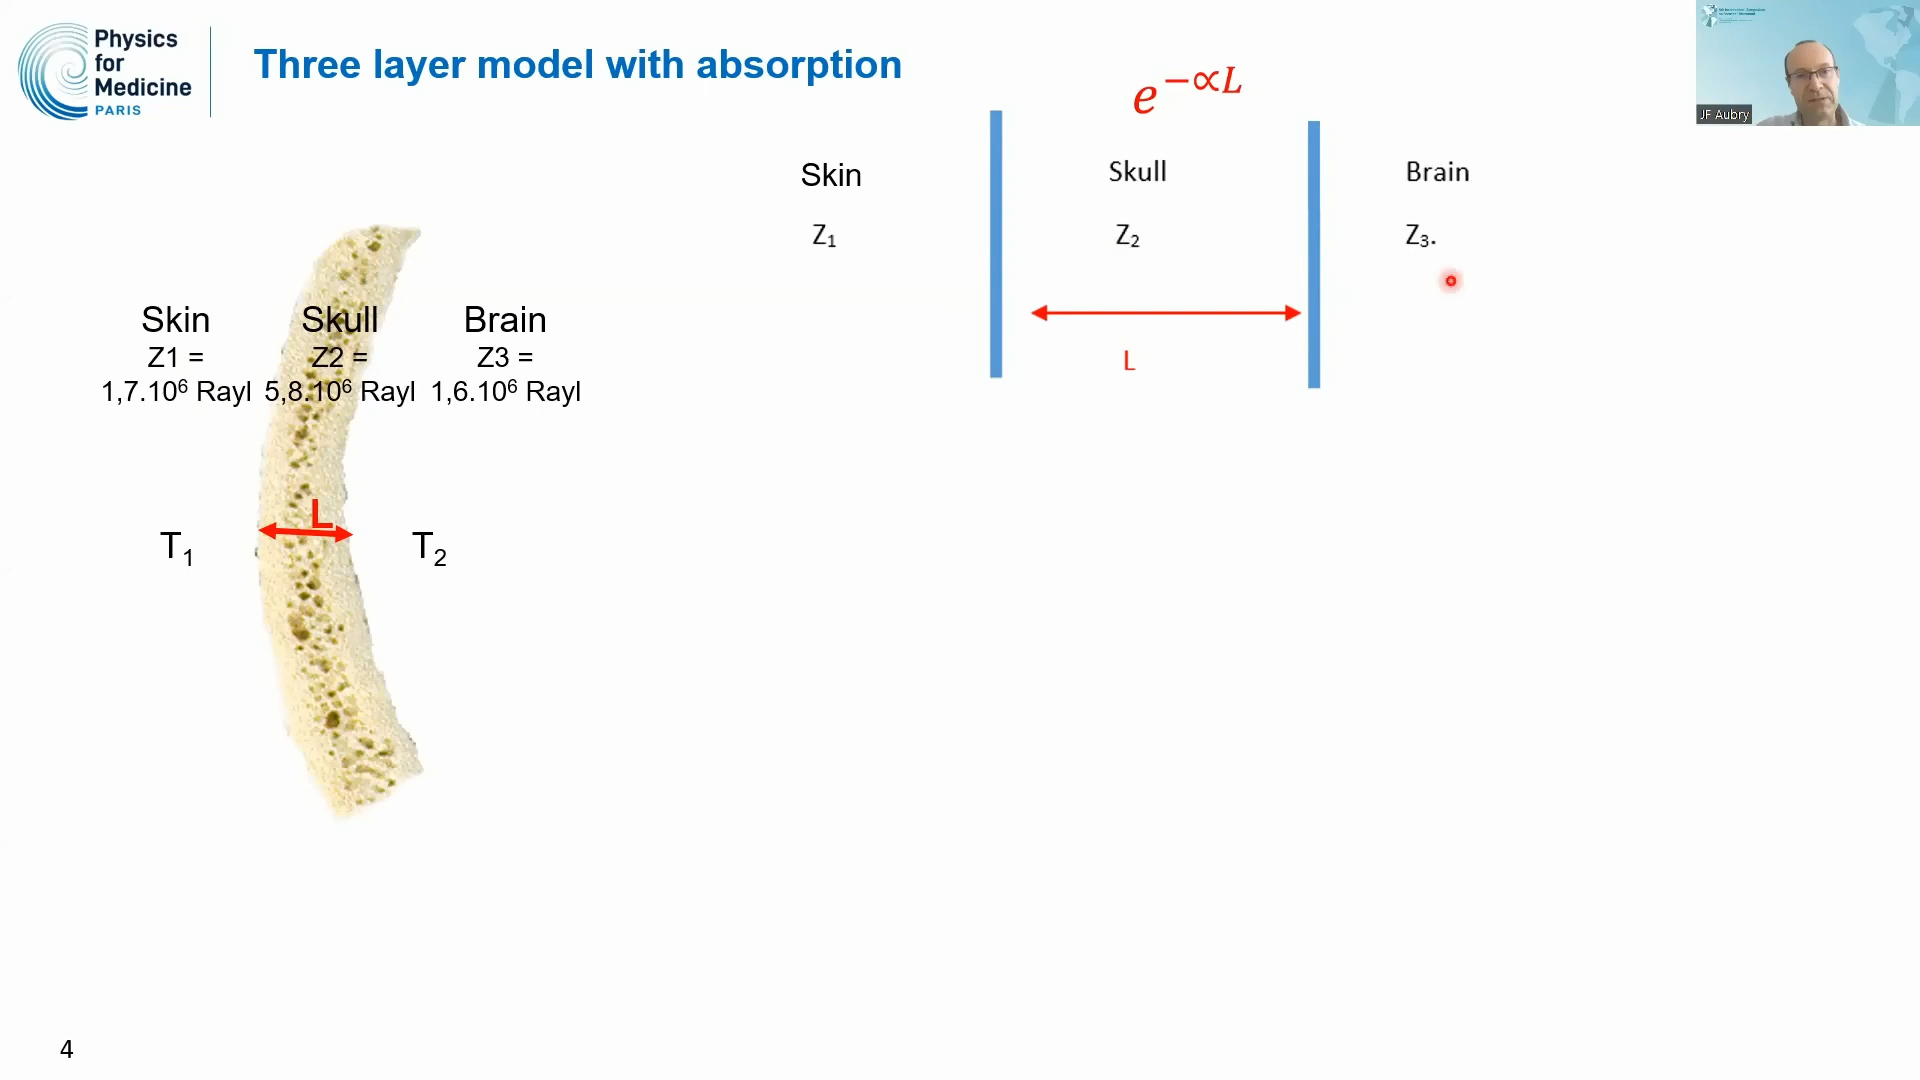 Physics
for
Medicine
PARIS
Three layer model with absorption
e^{-∝L}
Skin
Skull
Brain
Z₁
Z₂
Z₃.
L
Skin
Skull
Brain
Z1 =
Z2 =
Z3 =
1,7.10⁶ Rayl
5,8.10⁶ Rayl
1,6.10⁶ Rayl
L
T₁
T₂
4
JF Aubry